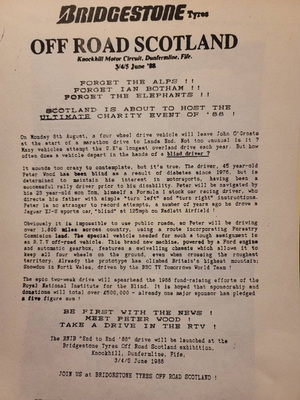 BRIDGESTONE Tyres
OFF ROAD SCOTLAND
Knockhill Motor Circuit, Dunfermline, Fife.
3/4/5 June '88
FORGET THE ALPS !!
FORGET IAN BOTHAM !!
FORGET THE ELEPHANTS !!
SCOTLAND IS ABOUT TO HOST THE
ULTIMATE CHARITY EVENT OF '88 !
On Monday 8th August, a four wheel drive vehicle will leave John O'Groats
at the start of a marathon drive to Lands End. Not too unusual is it ?
Many vehicles attempt the U.K's longest overland drive each year. But how
often does a vehicle depart in the hands of a blind driver ?
It sounds too crazy to contemplate, but it's true. The driver, 45 year-old
Peter Wood, has been blind as a result of diabetes since 1976, but is
determined to maintain his interest in motorsports, having been a
successful rally driver prior to his disability. Peter will be navigated by
his 23 year-old son Tom, himself a Formula 1 stock car racing driver, who
directs his father with simple "turn left" and "turn right" instructions.
Peter is no stranger to record attempts, a number of years ago he drove a
Jaguar XJ-S sports car, "blind" at 125mph on Radlett Airfield !
Obviously it is impossible to use public roads, so Peter will be driving
over 1,600 miles across country, using a route incorporating Forestry
Commission land. The special vehicle needed for such a tough assignment is
an R.T.V off-road vehicle. This brand new machine, powered by a Ford engine
and automatic gearbox, features a swivelling chassis which allows it to
keep all four wheels on the ground, even when crossing the roughest
territory. Already the prototype has climbed Britain's highest mountain:
Snowdon in North Wales, driven by the BBC TV Tomorrows World Team !
The epic two-week drive will spearhead the 1988 fund-raising efforts of the
Royal National Institute for the Blind. It is hoped that sponsorship and
donations will total over £500,000 - already one major sponsor has pledged
a five figure sum !
BE FIRST WITH THE NEWS !
MEET PETER WOOD !
TAKE A DRIVE IN THE RTV !
The RNIB "End to End '88" drive will be launched at the
Bridgestone Tyres Off Road Scotland exhibition.
Knockhill, Dunfermline, Fife.
3/4/5 June 1988
JOIN US at BRIDGESTONE TYRES OFF ROAD SCOTLAND !